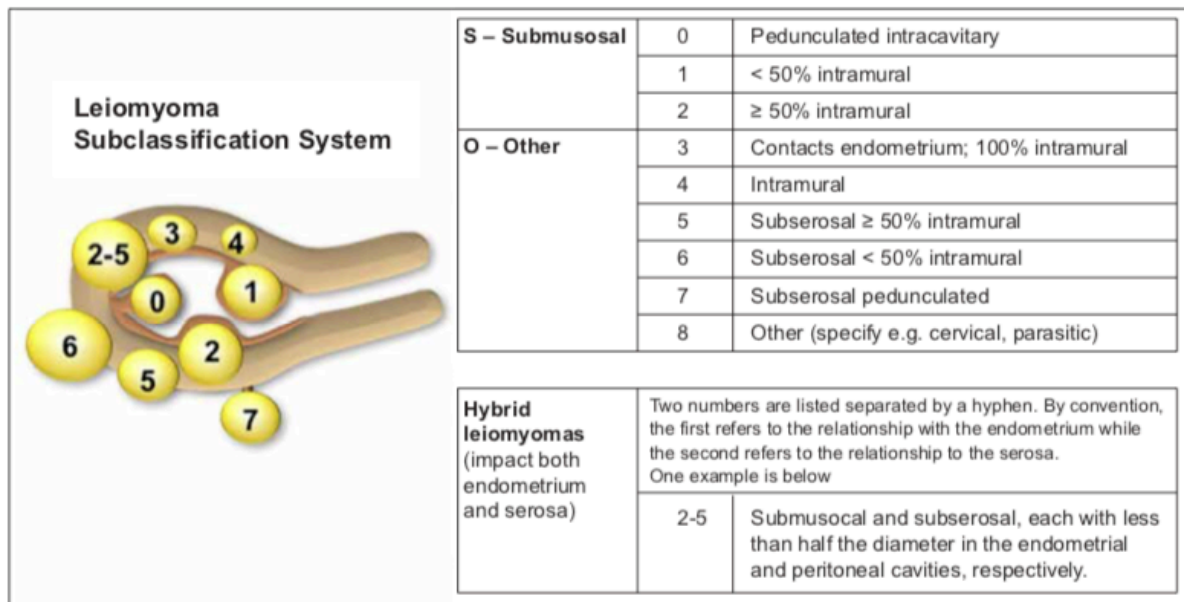 Leiomyoma
Subclassification System
2-5
3
4
0
1
6
5
2
7
S – Submusosal
0
Pedunculated intracavitary
1
< 50% intramural
2
≥ 50% intramural
O – Other
3
Contacts endometrium; 100% intramural
4
Intramural
5
Subserosal ≥ 50% intramural
6
Subserosal < 50% intramural
7
Subserosal pedunculated
8
Other (specify e.g. cervical, parasitic)
Hybrid
leiomyomas
(impact both
endometrium
and serosa)
Two numbers are listed separated by a hyphen. By convention,
the first refers to the relationship with the endometrium while
the second refers to the relationship to the serosa.
One example is below
2-5
Submusocal and subserosal, each with less
than half the diameter in the endometrial
and peritoneal cavities, respectively.